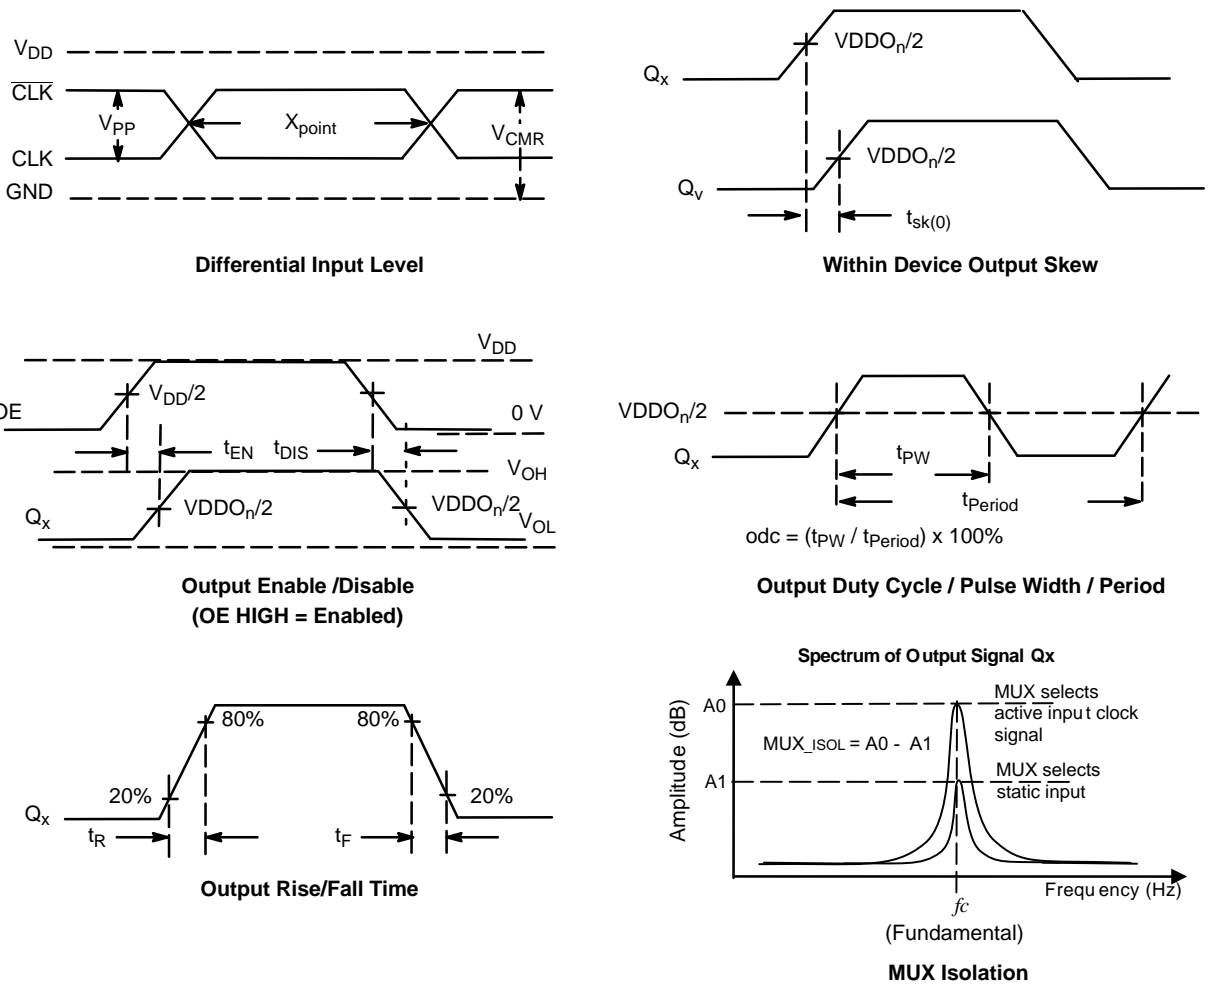 VDD
CLK
VPP
Xpoint
VCMR
CLK
GND
Differential Input Level
VDDOn/2
Qx
VDDOn/2
Qv
tsk(0)
Within Device Output Skew
VDD
VDD/2
OE
0 V
tEN
tDIS
VOH
VDDOn/2
VDDOn/2
Qx
VOL
Output Enable /Disable
(OE HIGH = Enabled)
VDDOn/2
Qx
tPW
tPeriod
odc = (tPW / tPeriod) x 100%
Output Duty Cycle / Pulse Width / Period
80%
80%
20%
20%
Qx
tR
tF
Output Rise/Fall Time
Spectrum of Output Signal Qx
Amplitude (dB)
A0
MUX selects
active input clock
signal
MUX_ISOL = A0 - A1
A1
MUX selects
static input
Frequency (Hz)
fc
(Fundamental)
MUX Isolation